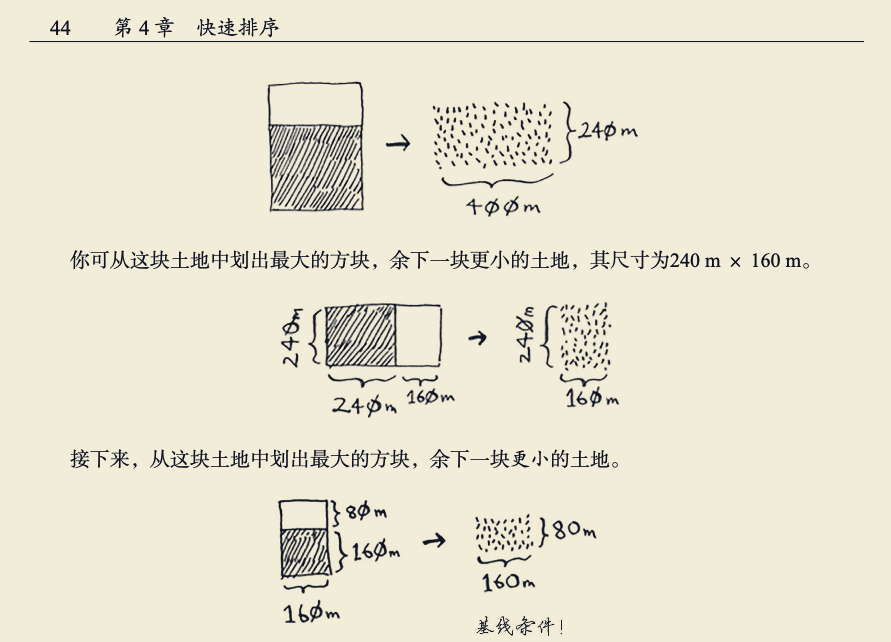 44 第 4 章 快速排序
240m
400m
你可从这块土地中划出最大的方块，余下一块更小的土地，其尺寸为240 m × 160 m。
240m
240m
160m
240m
160m
接下来，从这块土地中划出最大的方块，余下一块更小的土地。
80m
160m
160m
80m
160m
基线条件！